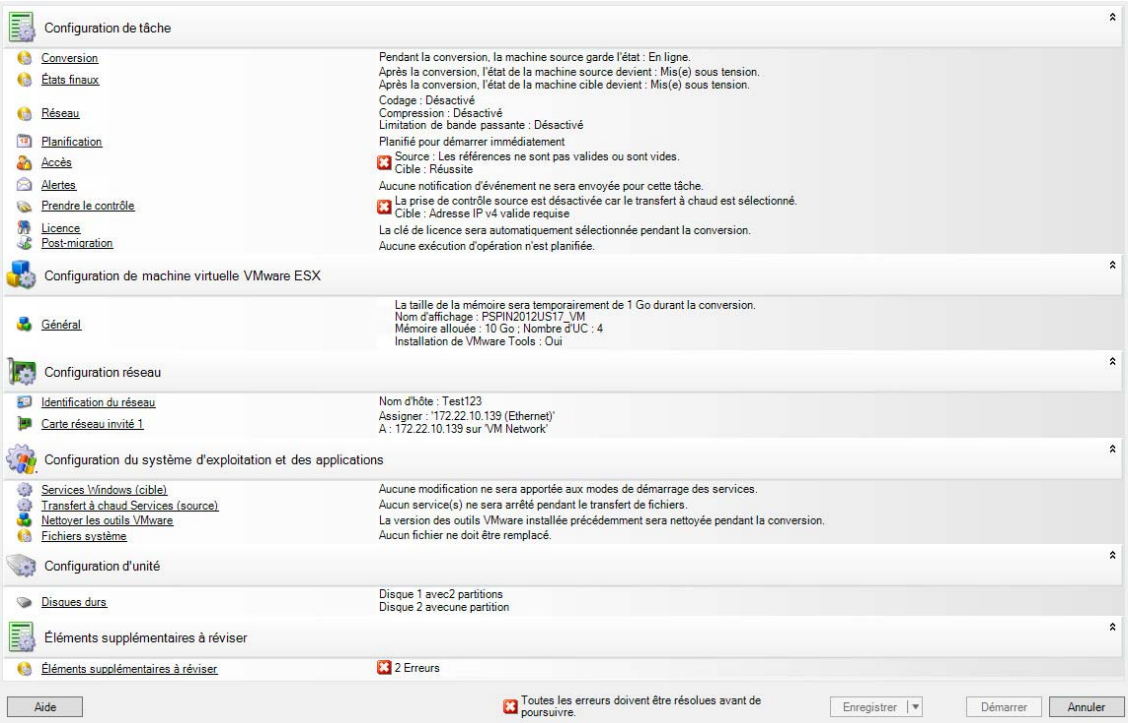 Configuration de tâche
Conversion
Pendant la conversion, la machine source garde l'état : En ligne.
États finaux
Après la conversion, l'état de la machine source devient : Mis(e) sous tension.
Après la conversion, l'état de la machine cible devient : Mis(e) sous tension.
Réseau
Codage : Désactivé
Compression : Désactivé
Limitation de bande passante : Désactivé
Planification
Planifié pour démarrer immédiatement
Accès
Source : Les références ne sont pas valides ou sont vides.
Cible : Réussite
Alertes
Aucune notification d'événement ne sera envoyée pour cette tâche.
Prendre le contrôle
La prise de contrôle source est désactivée car le transfert à chaud est sélectionné.
Cible : Adresse IP v4 valide requise
Licence
La clé de licence sera automatiquement sélectionnée pendant la conversion.
Post-migration
Aucune exécution d'opération n'est planifiée.
Configuration de machine virtuelle VMware ESX
Général
La taille de la mémoire sera temporairement de 1 Go durant la conversion.
Nom d'affichage : PSPIN2012US17_VM
Mémoire allouée : 10 Go ; Nombre d'UC : 4
Installation de VMware Tools : Oui
Configuration réseau
Identification du réseau
Nom d'hôte : Test123
Carte réseau invité 1
Assigner : '172.22.10.139 (Ethernet)'
A : 172.22.10.139 sur 'VM Network'
Configuration du système d'exploitation et des applications
Services Windows (cible)
Aucune modification ne sera apportée aux modes de démarrage des services.
Transfert à chaud Services (source)
Aucun service(s) ne sera arrêté pendant le transfert de fichiers.
Nettoyer les outils VMware
La version des outils VMware installée précédemment sera nettoyée pendant la conversion.
Fichiers système
Aucun fichier ne doit être remplacé.
Configuration d'unité
Disques durs
Disque 1 avec2 partitions
Disque 2 avecune partition
Éléments supplémentaires à réviser
Éléments supplémentaires à réviser
2 Erreurs
Aide
Toutes les erreurs doivent être résolues avant de
poursuivre.
Enregistrer
Démarrer
Annuler